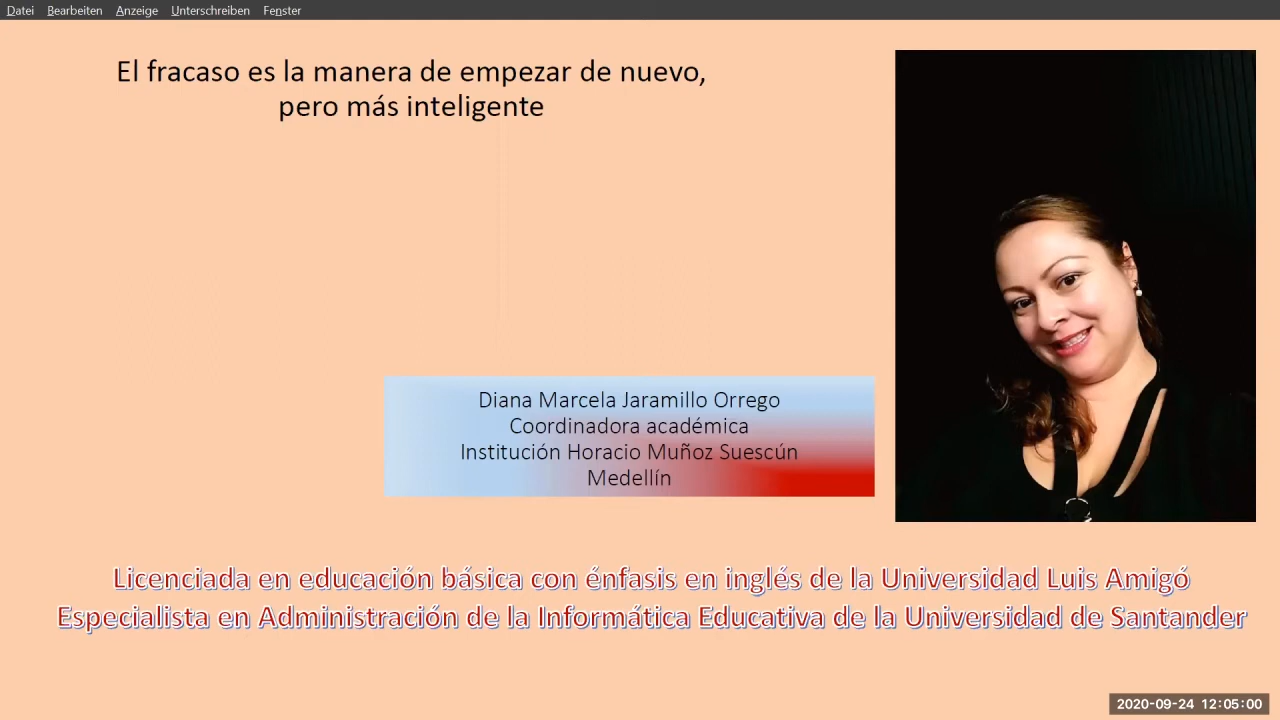 Datei Bearbeiten Anzeige Unterschreiben Fenster
El fracaso es la manera de empezar de nuevo,
pero más inteligente
Diana Marcela Jaramillo Orrego
Coordinadora académica
Institución Horacio Muñoz Suescún
Medellín
Licenciada en educación básica con énfasis en inglés de la Universidad Luis Amigó
Especialista en Administración de la Informática Educativa de la Universidad de Santander
2020-09-24 12:05:00